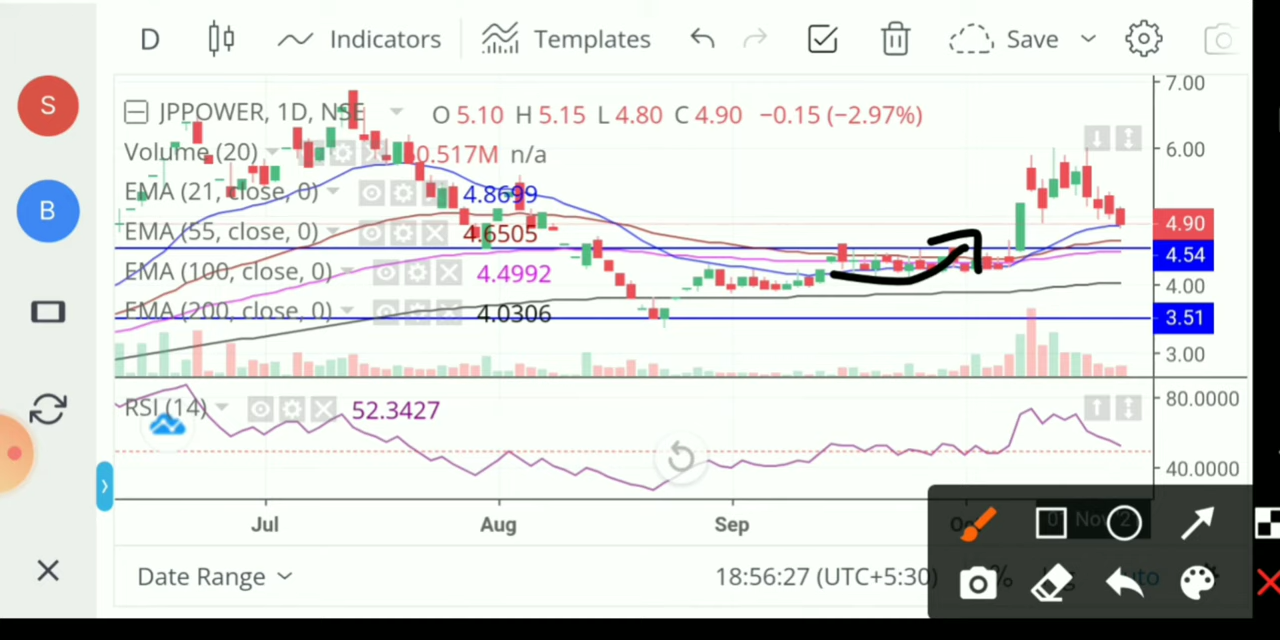 D Indicators Templates Save
S
B
JPPOWER, 1D, NSE O 5.10 H 5.15 L 4.80 C 4.90 −0.15 (−2.97%)
Volume (20) 60.517M n/a
EMA (21, close, 0) 4.8699
EMA (55, close, 0) 4.6505
EMA (100, close, 0) 4.4992
EMA (200, close, 0) 4.0306
7.00
6.00
4.90
4.54
4.00
3.51
3.00
RSI (14) 52.3427
80.0000
40.0000
Jul Aug Sep Nov 2
Date Range 18:56:27 (UTC+5:30) %